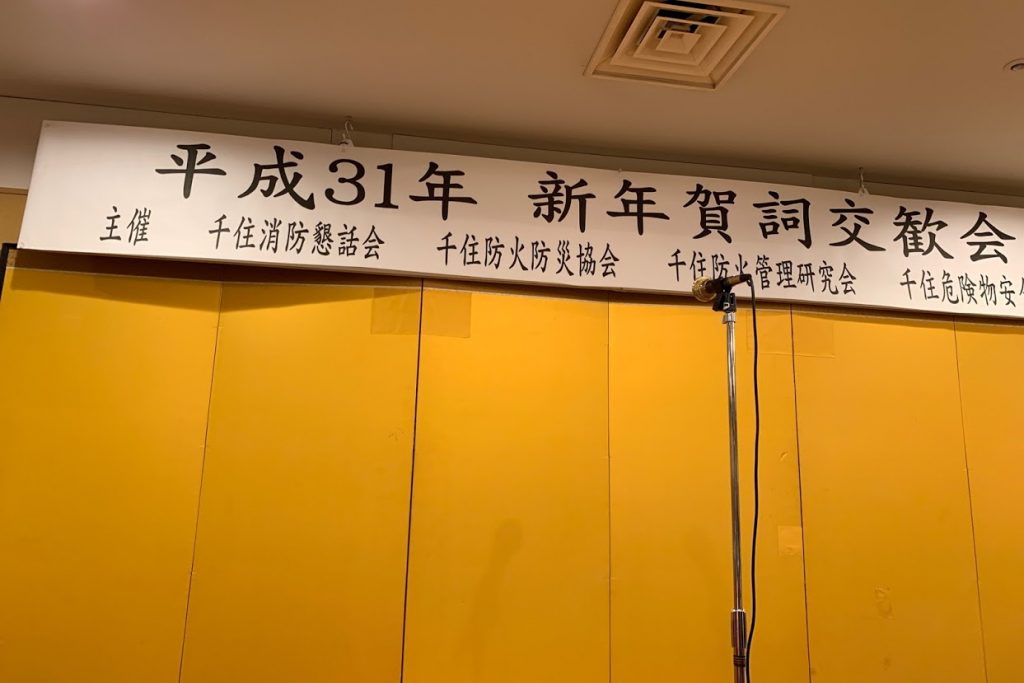 平成31年 新年賀詞交歓会
主催 千住消防懇話会 千住防火防災協会 千住防火管理研究会 千住危険物安